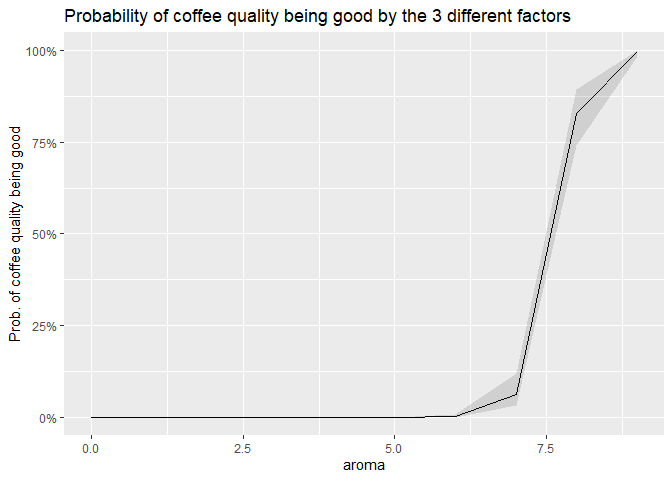 Probability of coffee quality being good by the 3 different factors
Prob. of coffee quality being good
100%
75%
50%
25%
0%
0.0 2.5 5.0 7.5
aroma